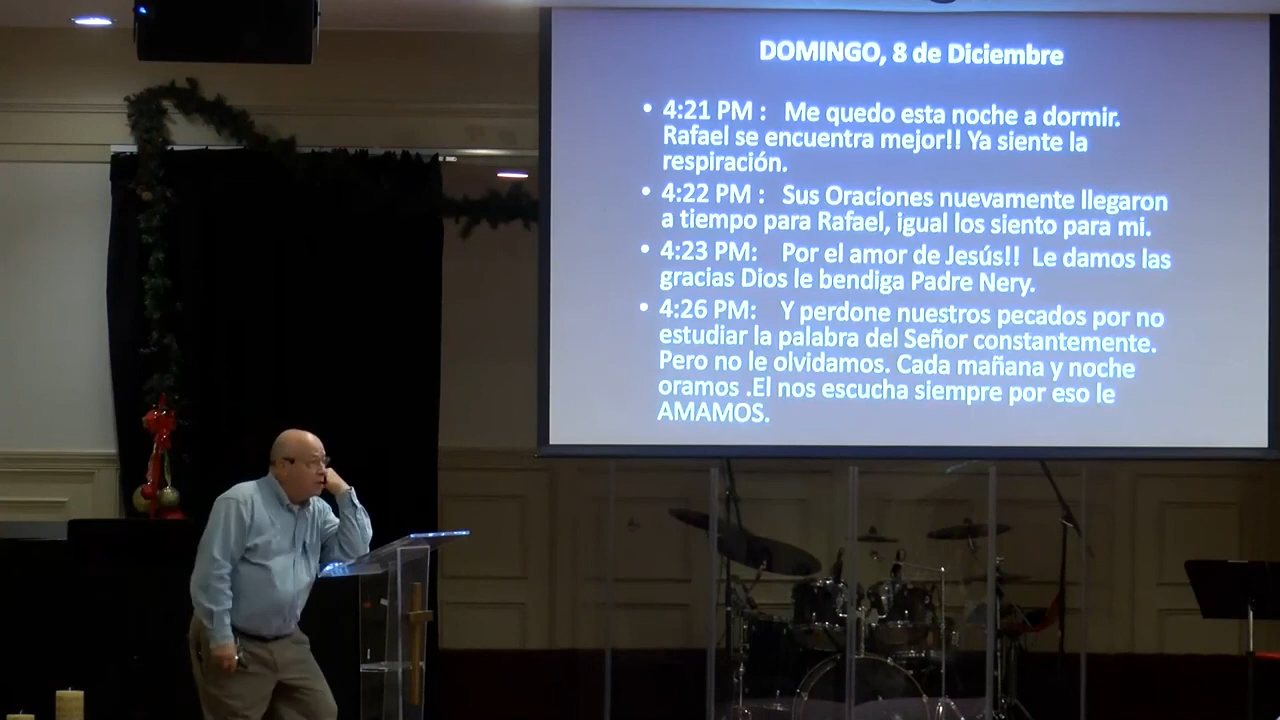 DOMINGO, 8 de Diciembre
• 4:21 PM : Me quedo esta noche a dormir.
Rafael se encuentra mejor!! Ya siente la
respiración.
• 4:22 PM : Sus Oraciones nuevamente llegaron
a tiempo para Rafael, igual los siento para mi.
• 4:23 PM: Por el amor de Jesús!! Le damos las
gracias Dios le bendiga Padre Nery.
• 4:26 PM: Y perdone nuestros pecados por no
estudiar la palabra del Señor constantemente.
Pero no le olvidamos. Cada mañana y noche
oramos .El nos escucha siempre por eso le
AMAMOS.